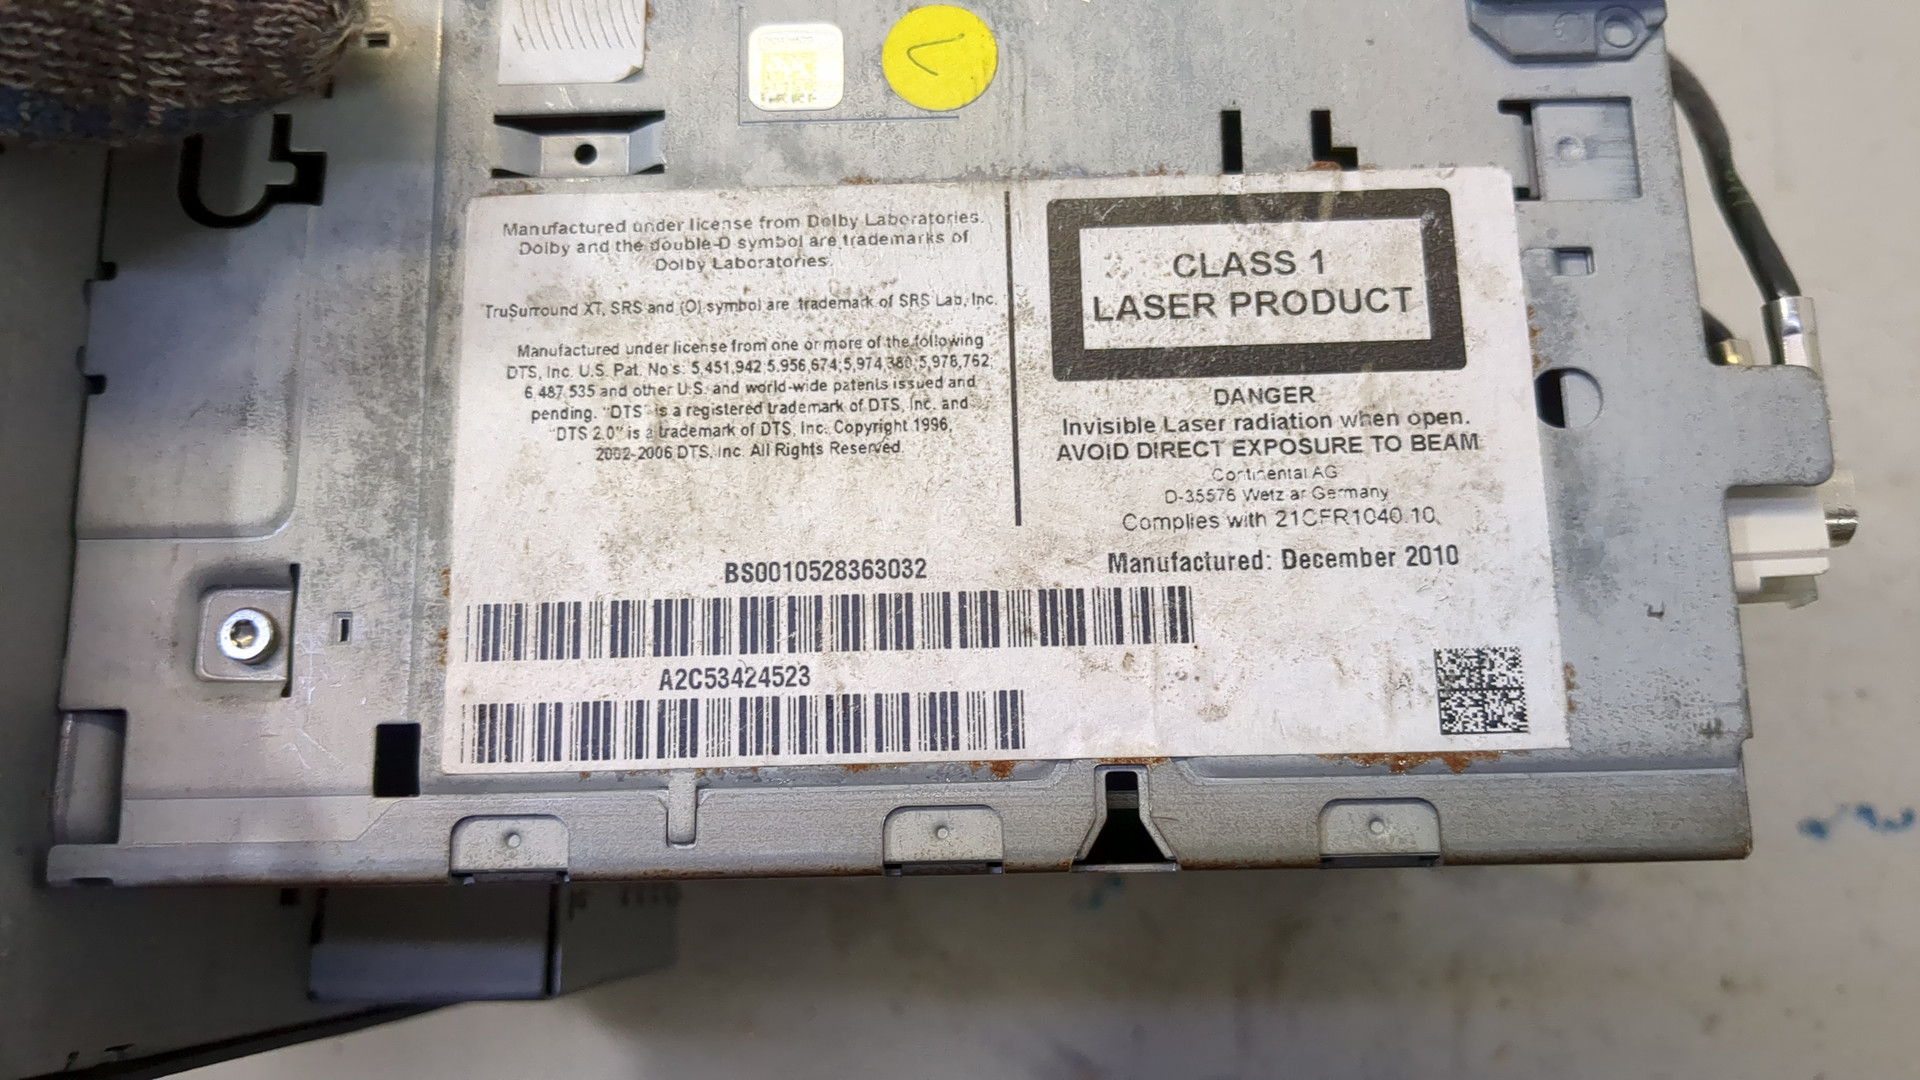 Manufactured under license from Dolby Laboratories.
Dolby and the double-D symbol are trademarks of
Dolby Laboratories.
TruSurround XT, SRS and (O) symbol are trademark of SRS Lab, Inc.
Manufactured under license from one or more of the following
DTS, Inc. U.S. Pat. No's: 5,451,942;5,956,674;5,974,380;5,978,762;
6,487,535 and other U.S. and world-wide patents issued and
pending. "DTS" is a registered trademark of DTS, Inc. and
"DTS 2.0" is a trademark of DTS, Inc. Copyright 1996,
2002-2006 DTS, Inc. All Rights Reserved.
CLASS 1
LASER PRODUCT
DANGER
Invisible Laser radiation when open.
AVOID DIRECT EXPOSURE TO BEAM
Continental AG
D-35576 Wetzlar Germany
Complies with 21CFR1040.10.
Manufactured: December 2010
BS0010528363032
A2C53424523